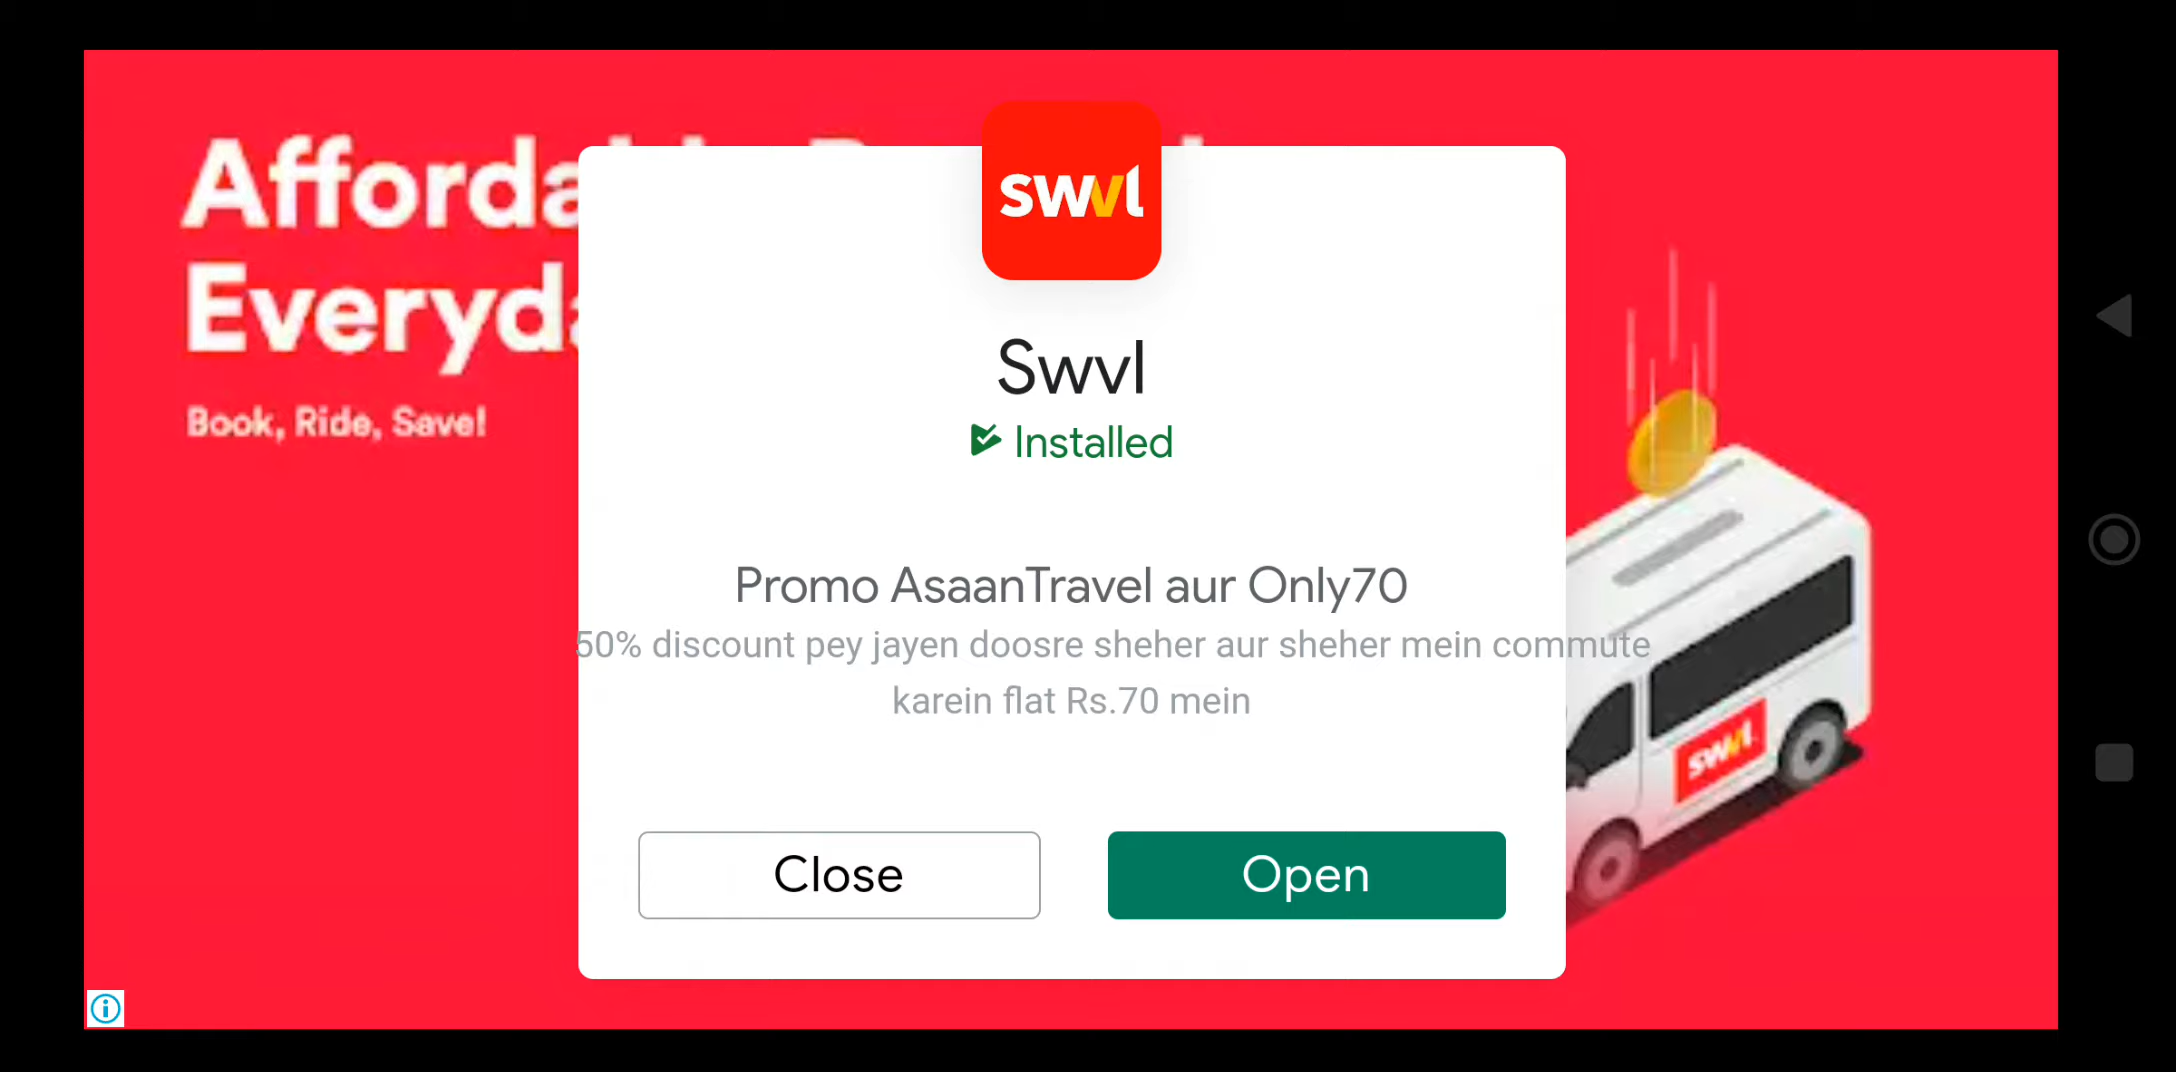 Afforda
Everyda
Book, Ride, Save!
swvl
Swvl
Installed
Promo AsaanTravel aur Only70
50% discount pey jayen doosre sheher aur sheher mein commute
karein flat Rs.70 mein
Close
Open
swvl